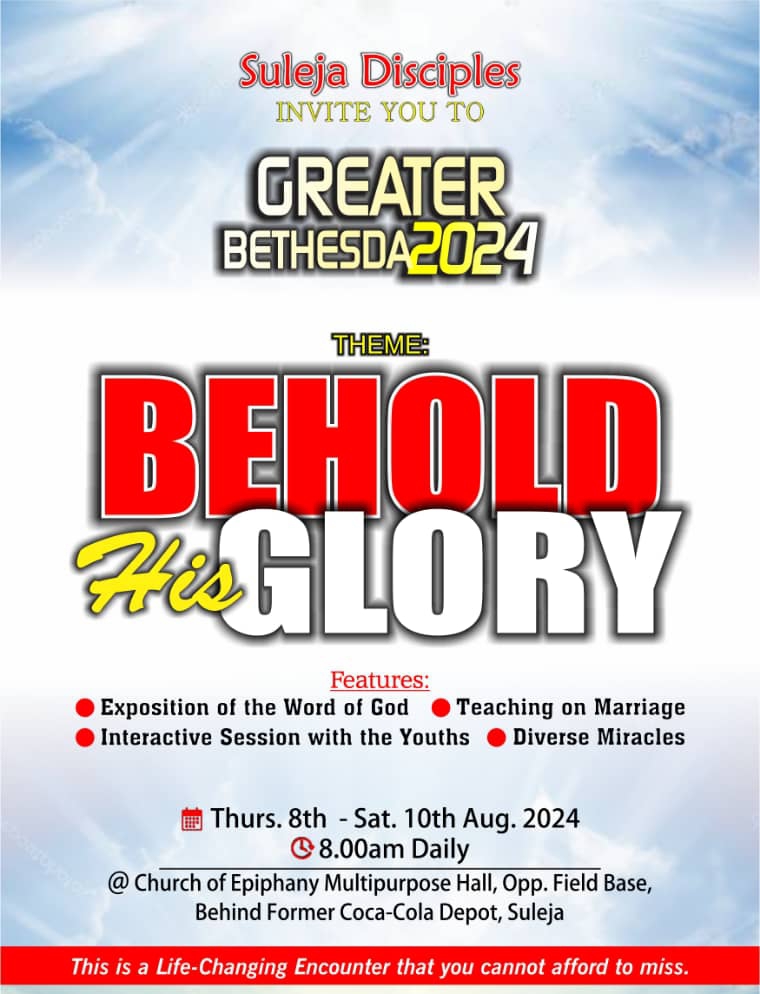 Suleja Disciples
INVITE YOU TO
GREATER
BETHESDA 2024
THEME:
BEHOLD
His GLORY
Features:
Exposition of the Word of God
Teaching on Marriage
Interactive Session with the Youths
Diverse Miracles
Thurs. 8th - Sat. 10th Aug. 2024
8.00am Daily
@ Church of Epiphany Multipurpose Hall, Opp. Field Base,
Behind Former Coca-Cola Depot, Suleja
This is a Life-Changing Encounter that you cannot afford to miss.